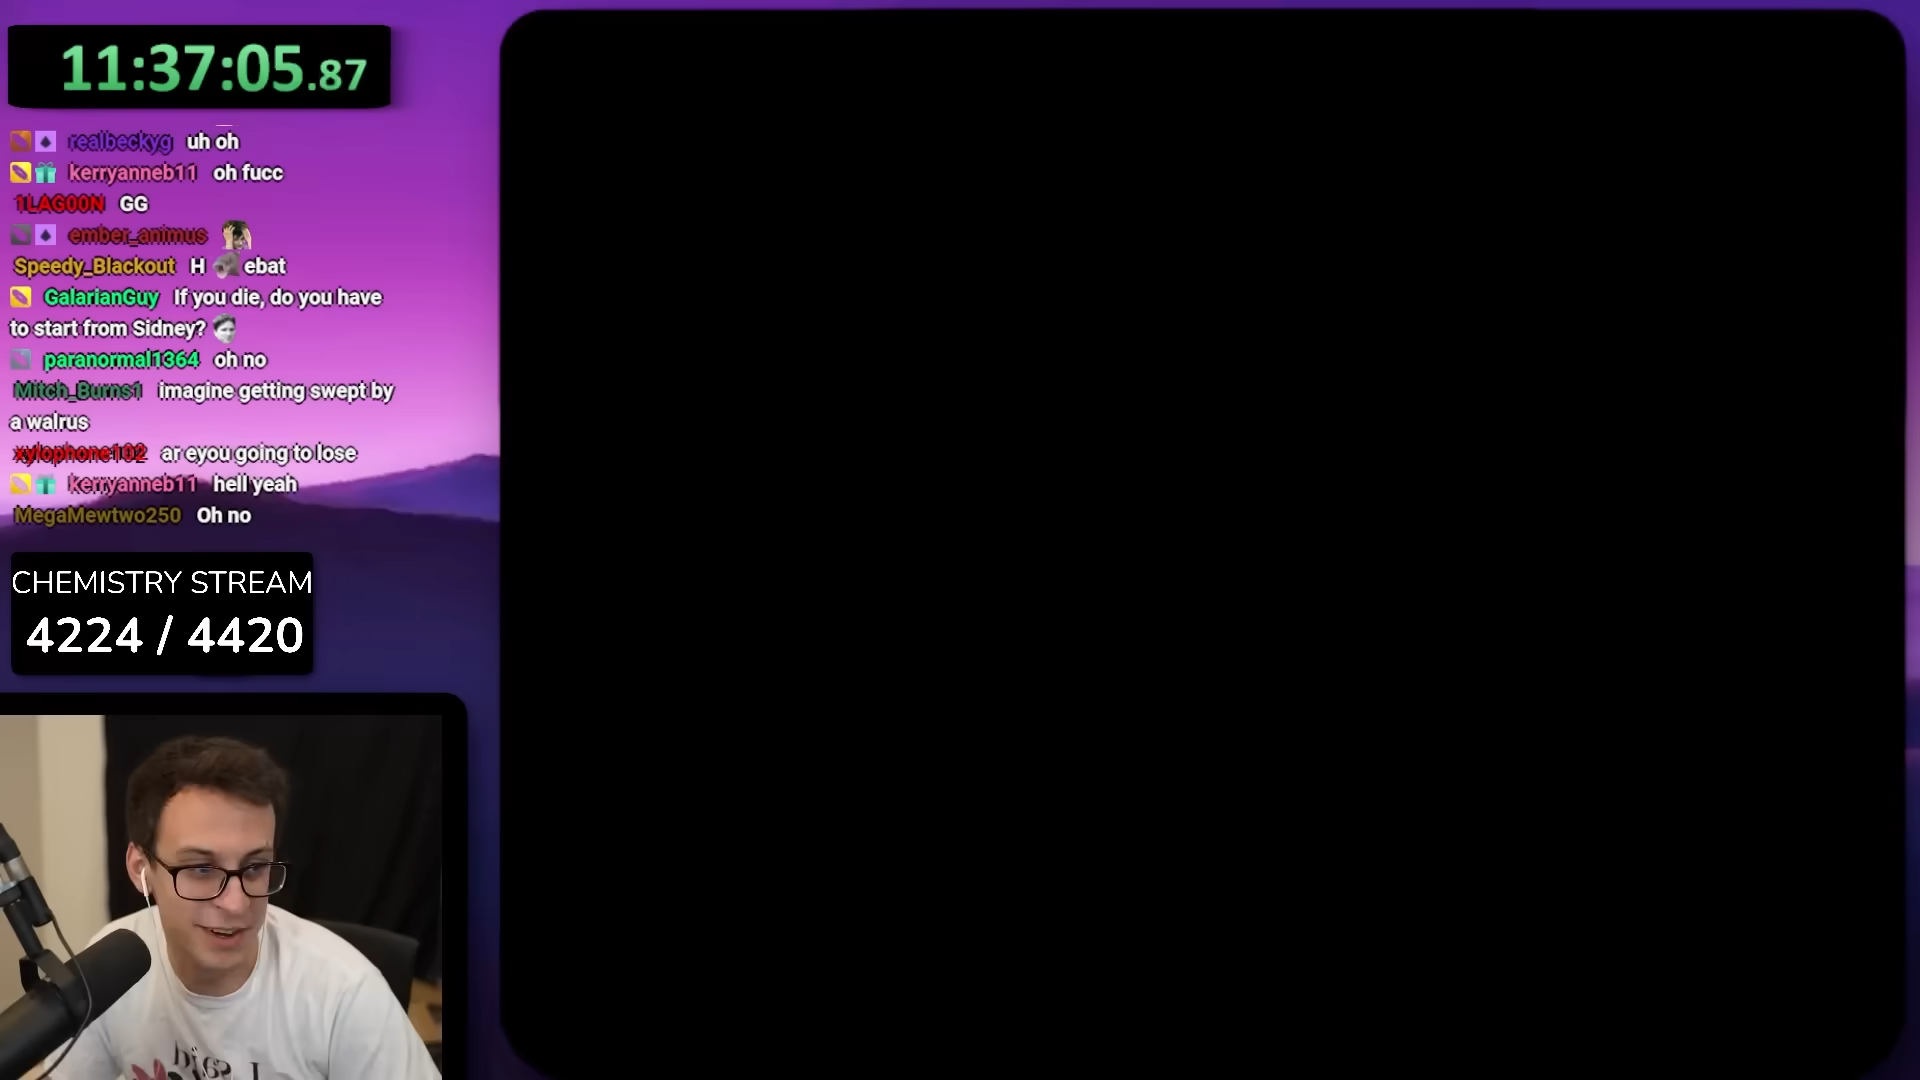 11:37:05.87
realbeckyg uh oh
kerryanneb11 oh fucc
1LAG00N GG
ember_animus
Speedy_Blackout H ebat
GalarianGuy If you die, do you have
to start from Sidney?
paranormal1364 oh no
Mitch_Burns1 imagine getting swept by
a walrus
xylophone102 ar eyou going to lose
kerryanneb11 hell yeah
MegaMewtwo250 Oh no
CHEMISTRY STREAM
4224 / 4420